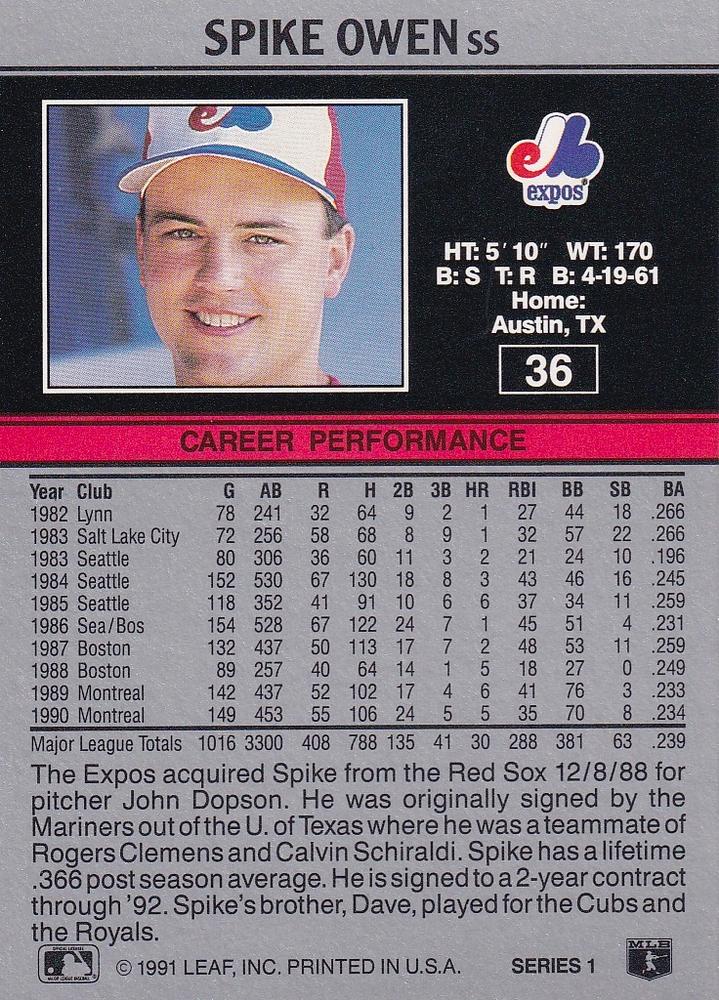 SPIKE OWEN SS
expos
HT: 5'10" WT: 170
B: S T: R B: 4-19-61
Home:
Austin, TX
36
CAREER PERFORMANCE
Year Club G AB R H 2B 3B HR RBI BB SB BA
1982 Lynn 78 241 32 64 9 2 1 27 44 18 .266
1983 Salt Lake City 72 256 58 68 8 9 1 32 57 22 .266
1983 Seattle 80 306 36 60 11 3 2 21 24 10 .196
1984 Seattle 152 530 67 130 18 8 3 43 46 16 .245
1985 Seattle 118 352 41 91 10 6 6 37 34 11 .259
1986 Sea/Bos 154 528 67 122 24 7 1 45 51 4 .231
1987 Boston 132 437 50 113 17 7 2 48 53 11 .259
1988 Boston 89 257 40 64 14 1 5 18 27 0 .249
1989 Montreal 142 437 52 102 17 4 6 41 76 3 .233
1990 Montreal 149 453 55 106 24 5 5 35 70 8 .234
Major League Totals 1016 3300 408 788 135 41 30 288 381 63 .239
The Expos acquired Spike from the Red Sox 12/8/88 for
pitcher John Dopson. He was originally signed by the
Mariners out of the U. of Texas where he was a teammate of
Rogers Clemens and Calvin Schiraldi. Spike has a lifetime
.366 post season average. He is signed to a 2-year contract
through '92. Spike's brother, Dave, played for the Cubs and
the Royals.
© 1991 LEAF, INC. PRINTED IN U.S.A. SERIES 1
MLB